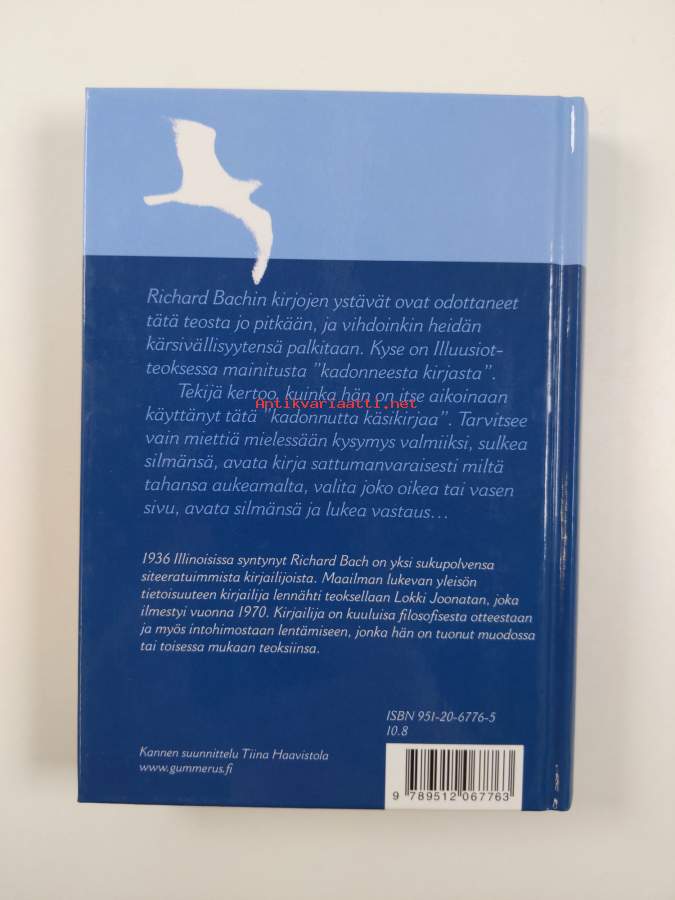 Richard Bachin kirjojen ystävät ovat odottaneet
tätä teosta jo pitkään, ja vihdoinkin heidän
kärsivällisyytensä palkitaan. Kyse on Illuusiot-
teoksessa mainitusta ”kadonneesta kirjasta”.
Tekijä kertoo, kuinka hän on itse aikoinaan
Antikvariaatti.net
käyttänyt tätä ”kadonnutta käsikirjaa”. Tarvitsee
vain miettiä mielessään kysymys valmiiksi, sulkea
silmänsä, avata kirja sattumanvaraisesti miltä
tahansa aukeamalta, valita joko oikea tai vasen
sivu, avata silmänsä ja lukea vastaus...
1936 Illinoisissa syntynyt Richard Bach on yksi sukupolvensa
siteeratuimmista kirjailijoista. Maailman lukevan yleisön
tietoisuuteen kirjailija lennähti teoksellaan Lokki Joonatan, joka
ilmestyi vuonna 1970. Kirjailija on kuuluisa filosofisesta otteestaan
ja myös intohimostaan lentämiseen, jonka hän on tuonut muodossa
tai toisessa mukaan teoksiinsa.
ISBN 951-20-6776-5
10.8
Kannen suunnittelu Tiina Haavistola
www.gummerus.fi
9 789512 067763